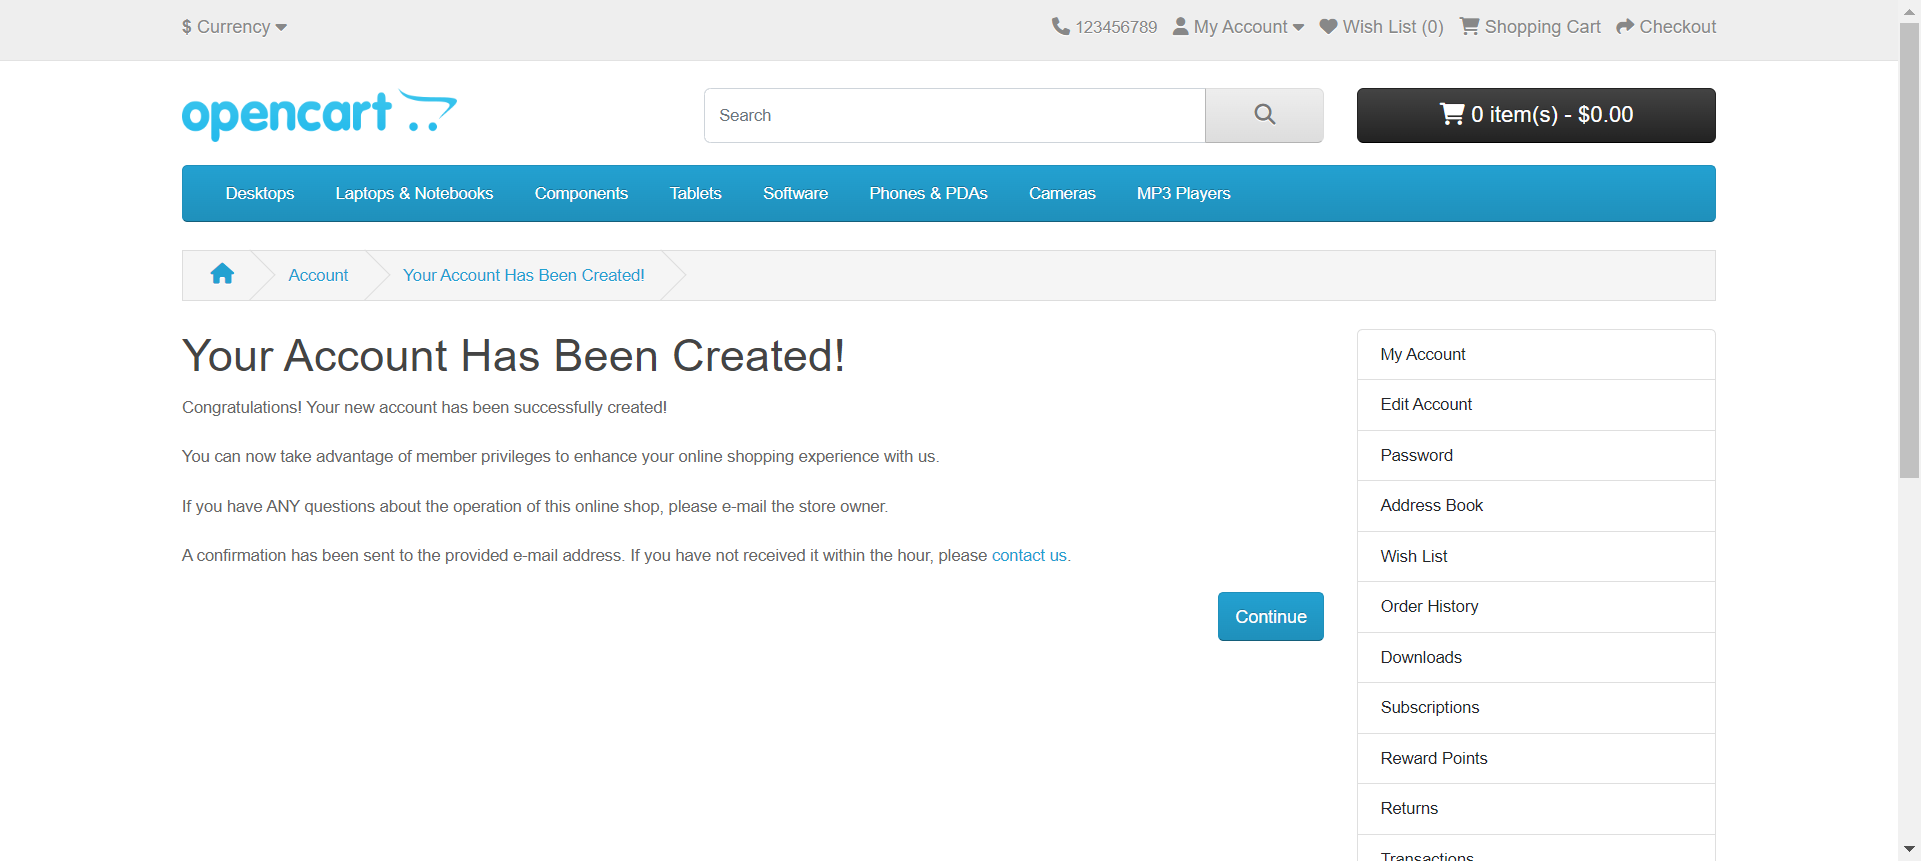 $ Currency
123456789 My Account Wish List (0) Shopping Cart Checkout
opencart
Search
0 item(s) - $0.00
Desktops Laptops & Notebooks Components Tablets Software Phones & PDAs Cameras MP3 Players
Account Your Account Has Been Created!
Your Account Has Been Created!
Congratulations! Your new account has been successfully created!
You can now take advantage of member privileges to enhance your online shopping experience with us.
If you have ANY questions about the operation of this online shop, please e-mail the store owner.
A confirmation has been sent to the provided e-mail address. If you have not received it within the hour, please contact us.
Continue
My Account
Edit Account
Password
Address Book
Wish List
Order History
Downloads
Subscriptions
Reward Points
Returns
Transactions